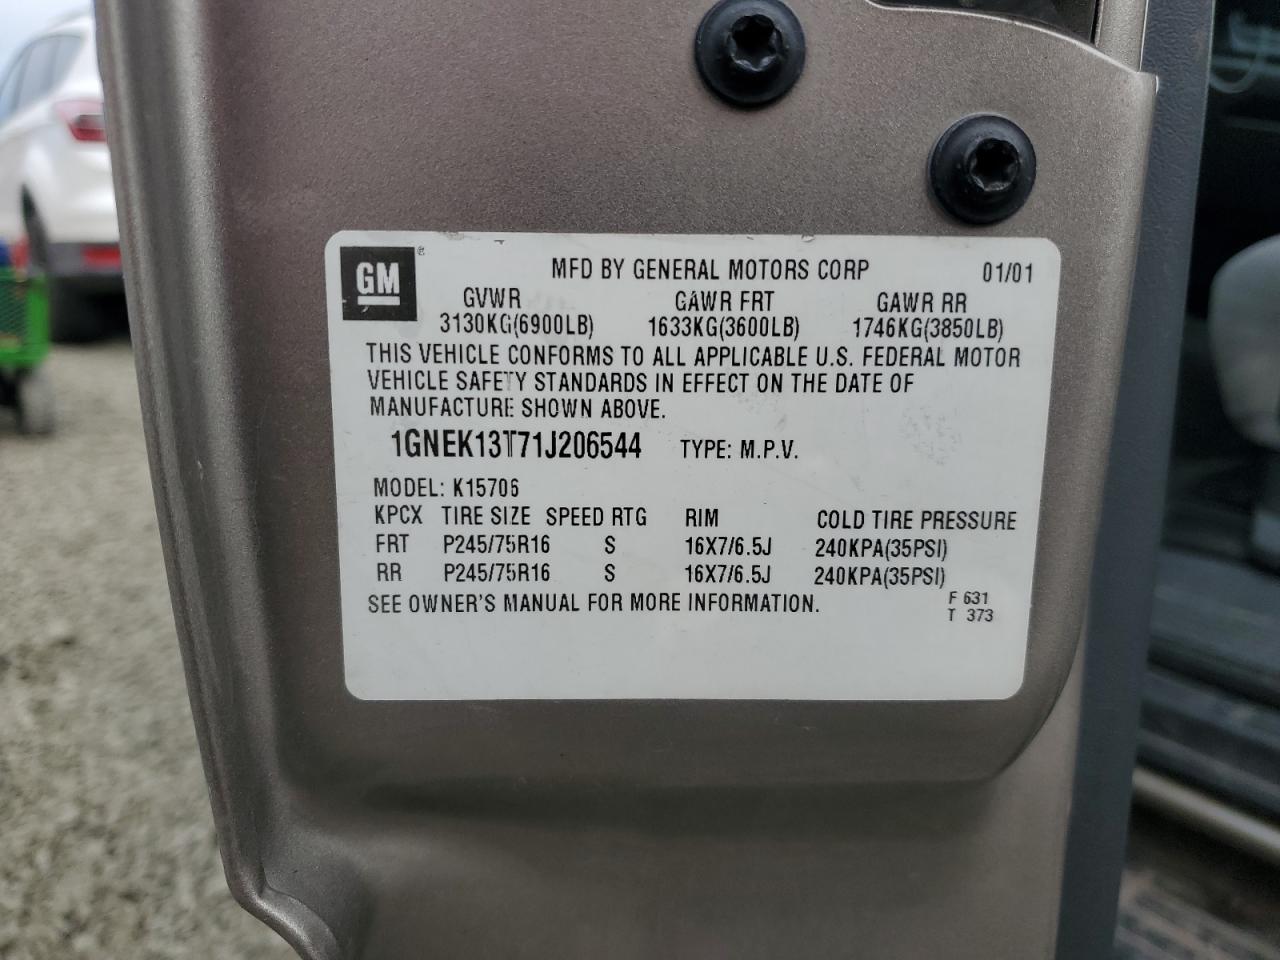 GM ® MFD BY GENERAL MOTORS CORP 01/01
GVWR GAWR FRT GAWR RR
3130KG(6900LB) 1633KG(3600LB) 1746KG(3850LB)
THIS VEHICLE CONFORMS TO ALL APPLICABLE U.S. FEDERAL MOTOR
VEHICLE SAFETY STANDARDS IN EFFECT ON THE DATE OF
MANUFACTURE SHOWN ABOVE.
1GNEK13T71J206544 TYPE: M.P.V.
MODEL: K15706
KPCX TIRE SIZE SPEED RTG RIM COLD TIRE PRESSURE
FRT P245/75R16 S 16X7/6.5J 240KPA(35PSI)
RR P245/75R16 S 16X7/6.5J 240KPA(35PSI)
SEE OWNER'S MANUAL FOR MORE INFORMATION.
F 631
T 373